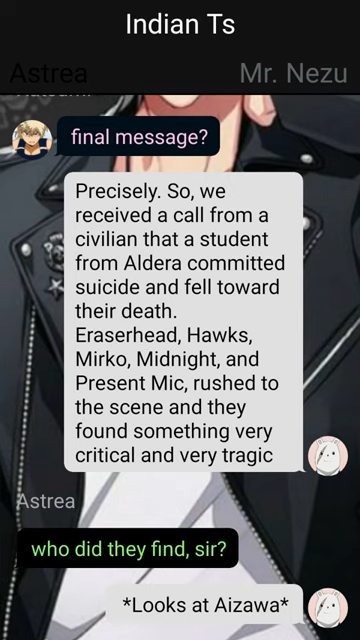 Indian Ts
Astrea
Mr. Nezu
final message?
Precisely. So, we
received a call from a
civilian that a student
from Aldera committed
suicide and fell toward
their death.
Eraserhead, Hawks,
Mirko, Midnight, and
Present Mic, rushed to
the scene and they
found something very
critical and very tragic
Astrea
who did they find, sir?
*Looks at Aizawa*